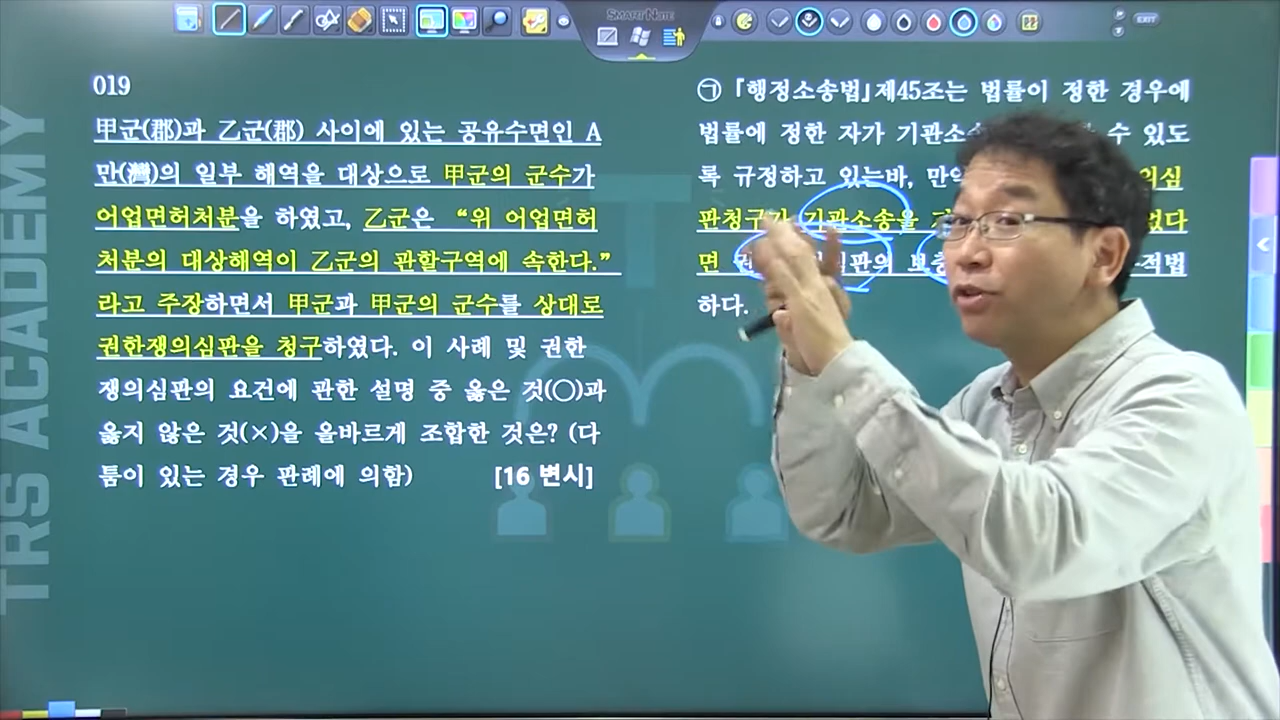 SMART NOTE
EXIT
TRS ACADEMY
019
甲군(郡)과 乙군(郡) 사이에 있는 공유수면인 A
만(灣)의 일부 해역을 대상으로 甲군의 군수가
어업면허처분을 하였고, 乙군은 “위 어업면허
처분의 대상해역이 乙군의 관할구역에 속한다.”
라고 주장하면서 甲군과 甲군의 군수를 상대로
권한쟁의심판을 청구하였다. 이 사례 및 권한
쟁의심판의 요건에 관한 설명 중 옳은 것(○)과
옳지 않은 것(×)을 올바르게 조합한 것은? (다
툼이 있는 경우 판례에 의함) [16 변시]
㉠ 「행정소송법」제45조는 법률이 정한 경우에
법률에 정한 자가 수 있도
록 규정하고 있는바,
판청구가 기관소송을
면
하다.